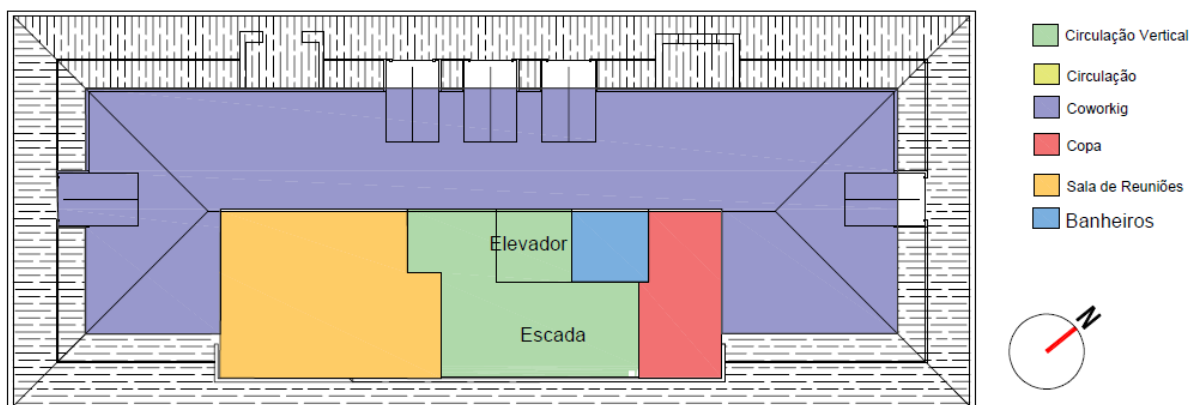 Circulação Vertical
Circulação
Coworkig
Copa
Sala de Reuniões
Banheiros
Elevador
Escada
N